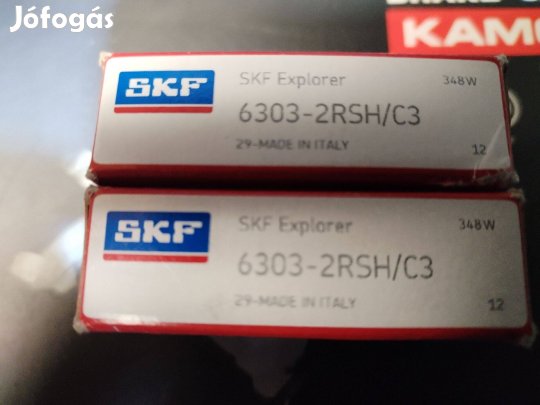 Jófogás
KAM
SKF
SKF Explorer
348W
6303-2RSH/C3
29-MADE IN ITALY
12
SKF
SKF Explorer
348W
6303-2RSH/C3
29-MADE IN ITALY
12